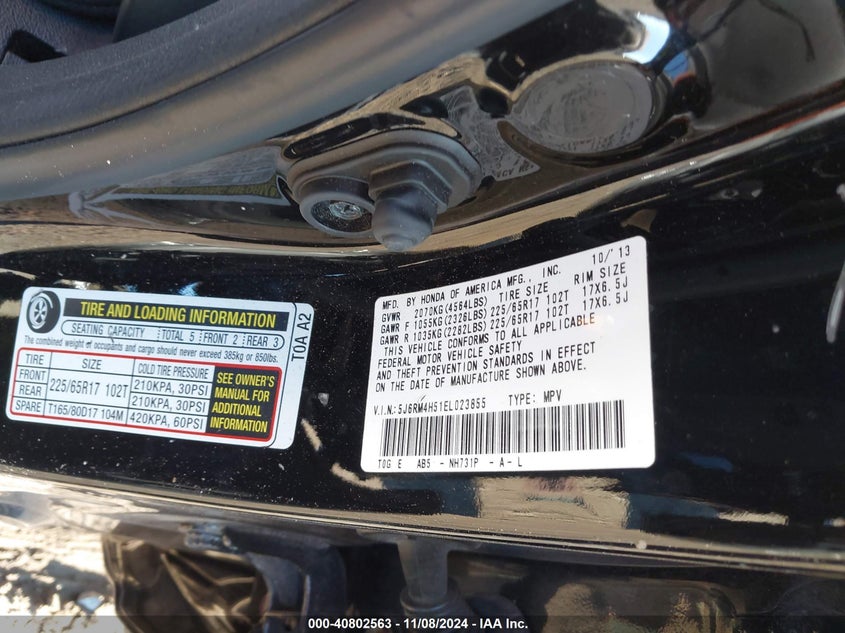 TIRE AND LOADING INFORMATION
SEATING CAPACITY TOTAL 5 FRONT 2 REAR 3
The combined weight of occupants and cargo should never exceed 385kg or 850lbs.
TIRE SIZE COLD TIRE PRESSURE
FRONT 225/65R17 102T 210KPA, 30PSI
REAR 210KPA, 30PSI
SPARE T165/80D17 104M 420KPA, 60PSI
SEE OWNER'S
MANUAL FOR
ADDITIONAL
INFORMATION
T0A A2
MFD. BY HONDA OF AMERICA MFG., INC. 10/'13
GVWR 2070KG(4564LBS) TIRE SIZE RIM SIZE
GAWR F 1055KG(2326LBS) 225/65R17 102T 17X6.5J
GAWR R 1035KG(2282LBS) 225/65R17 102T 17X6.5J
THIS VEHICLE CONFORMS TO ALL APPLICABLE
FEDERAL MOTOR VEHICLE SAFETY
AND THEFT PREVENTION STANDARDS IN EFFECT
ON THE DATE OF MANUFACTURE SHOWN ABOVE.
V.I.N.:5J6RM4H51EL023855 TYPE: MPV
T0G E AB5 - NH731P - A - L
000-40802563 - 11/08/2024 - IAA Inc.